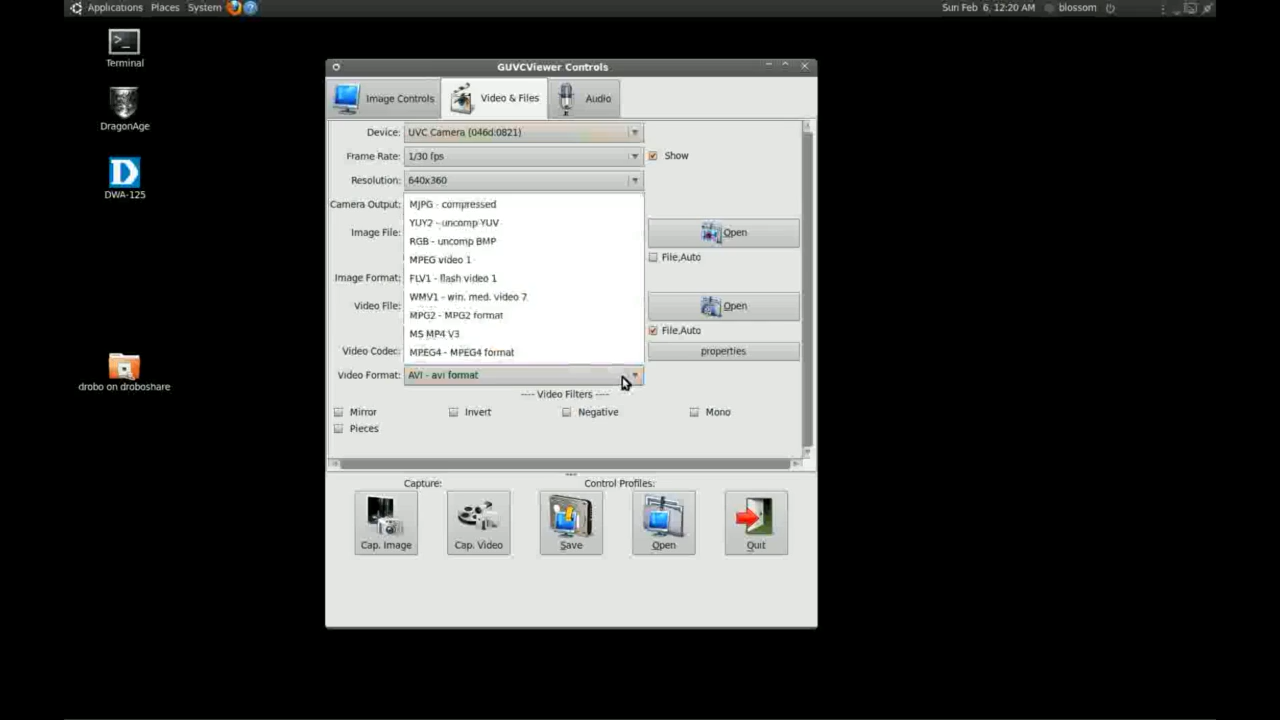 Applications Places System Sun Feb 6, 12:20 AM blossom
Terminal
DragonAge
DWA-125
drobo on droboshare
GUVCViewer Controls
Image Controls Video & Files Audio
Device: UVC Camera (046d:0821)
Frame Rate: 1/30 fps Show
Resolution: 640x360
Camera Output: MJPG - compressed
YUY2 - uncomp YUV
Image File: Open
RGB - uncomp BMP
MPEG video 1 File,Auto
Image Format: FLV1 - flash video 1
WMV1 - win. med. video 7
Video File: Open
MPG2 - MPG2 format
MS MP4 V3 File,Auto
Video Codec: MPEG4 - MPEG4 format properties
Video Format: AVI - avi format
---- Video Filters ----
Mirror Invert Negative Mono
Pieces
Capture: Control Profiles:
Cap. Image Cap. Video Save Open Quit